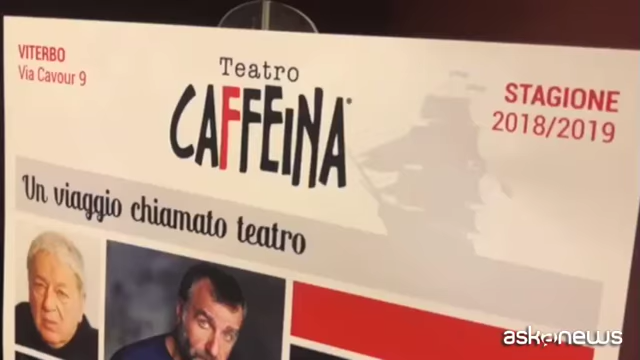 VITERBO
Via Cavour 9
Teatro
CAFFEINA®
STAGIONE
2018/2019
Un viaggio chiamato teatro
askanews